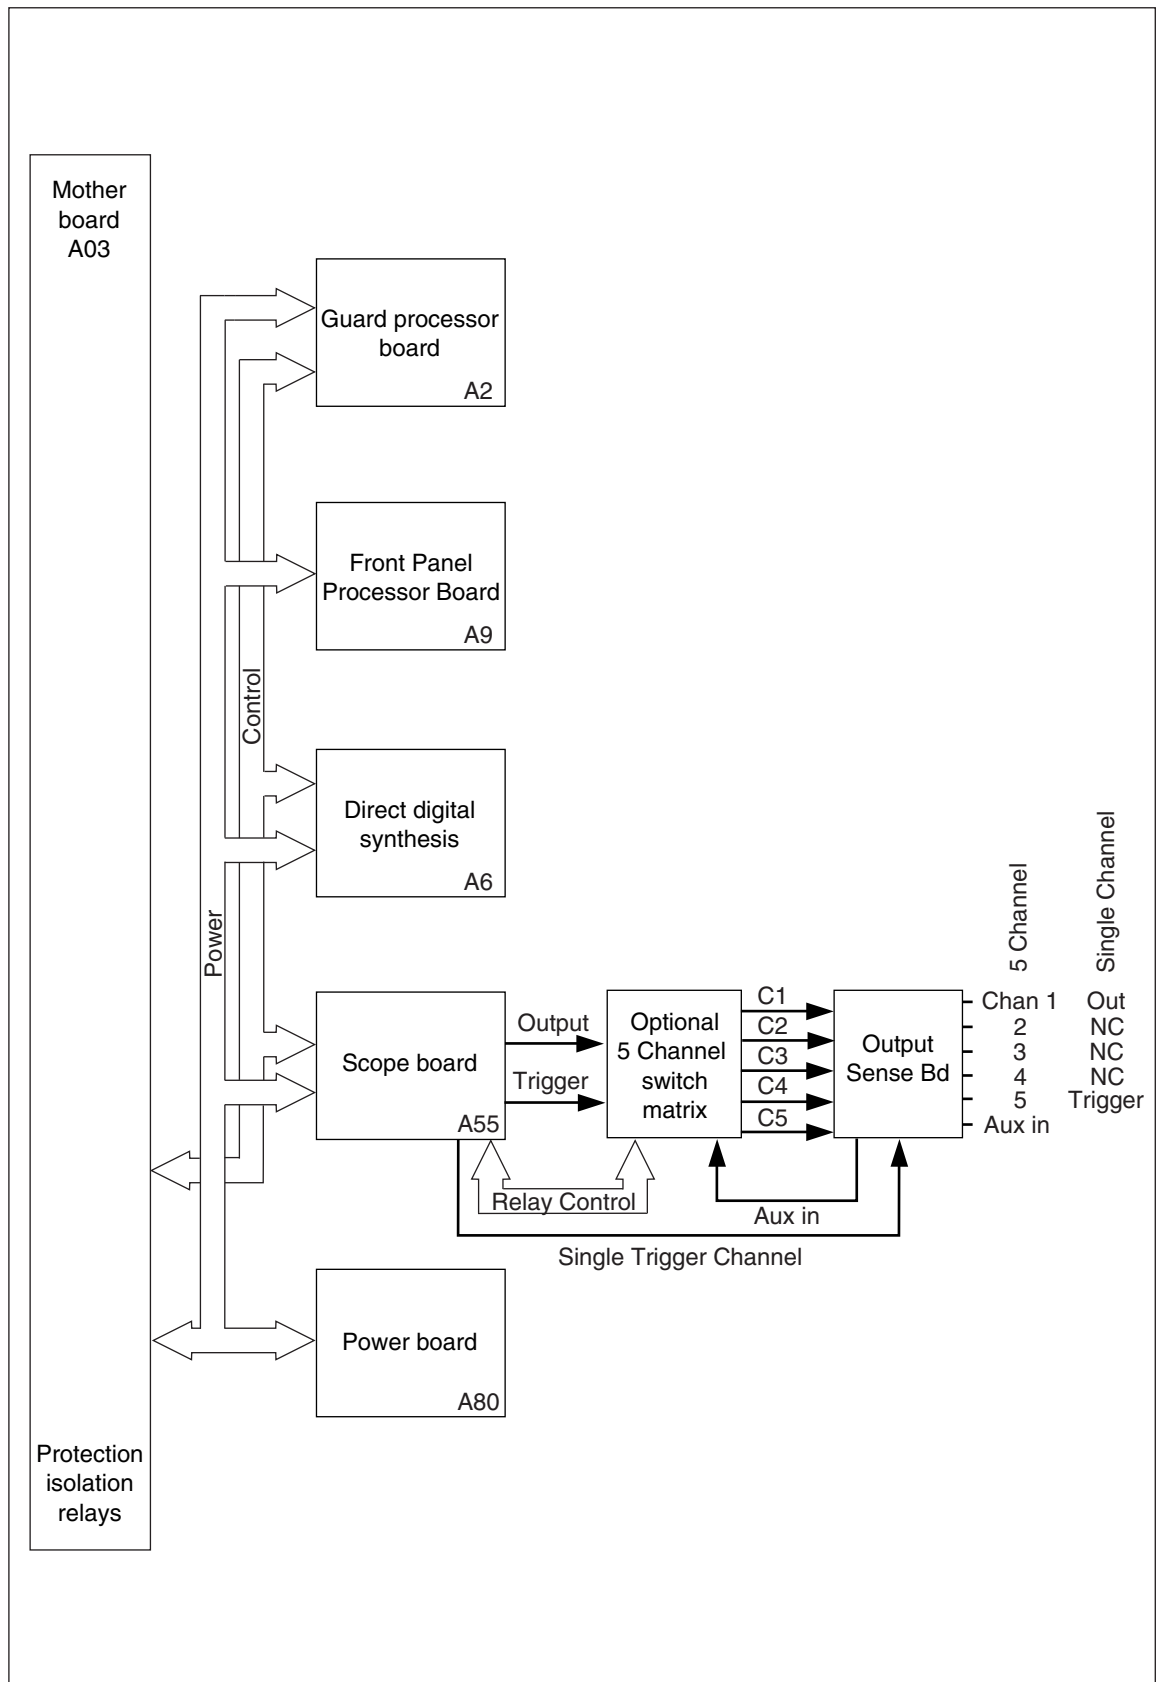 Mother
board
A03
Guard processor
board
A2
Front Panel
Processor Board
A9
Control
Direct digital
synthesis
A6
Power
5 Channel
Single Channel
Scope board
A55
Output
Trigger
Optional
5 Channel
switch
matrix
C1
C2
C3
C4
C5
Output
Sense Bd
Chan 1 Out
2 NC
3 NC
4 NC
5 Trigger
Aux in
Relay Control
Aux in
Single Trigger Channel
Power board
A80
Protection
isolation
relays